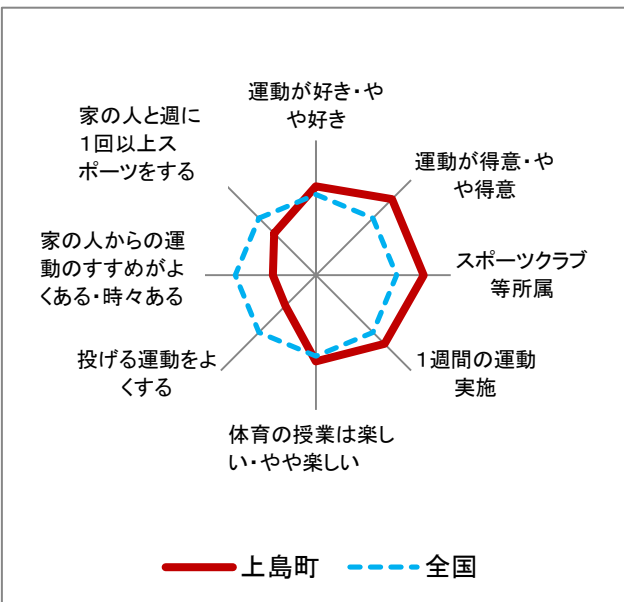 運動が好き・や
や好き
運動が得意・や
や得意
スポーツクラブ
等所属
1週間の運動
実施
体育の授業は楽し
い・やや楽しい
投げる運動をよ
くする
家の人からの運
動のすすめがよ
くある・時々ある
家の人と週に
1回以上ス
ポーツをする
上島町
全国